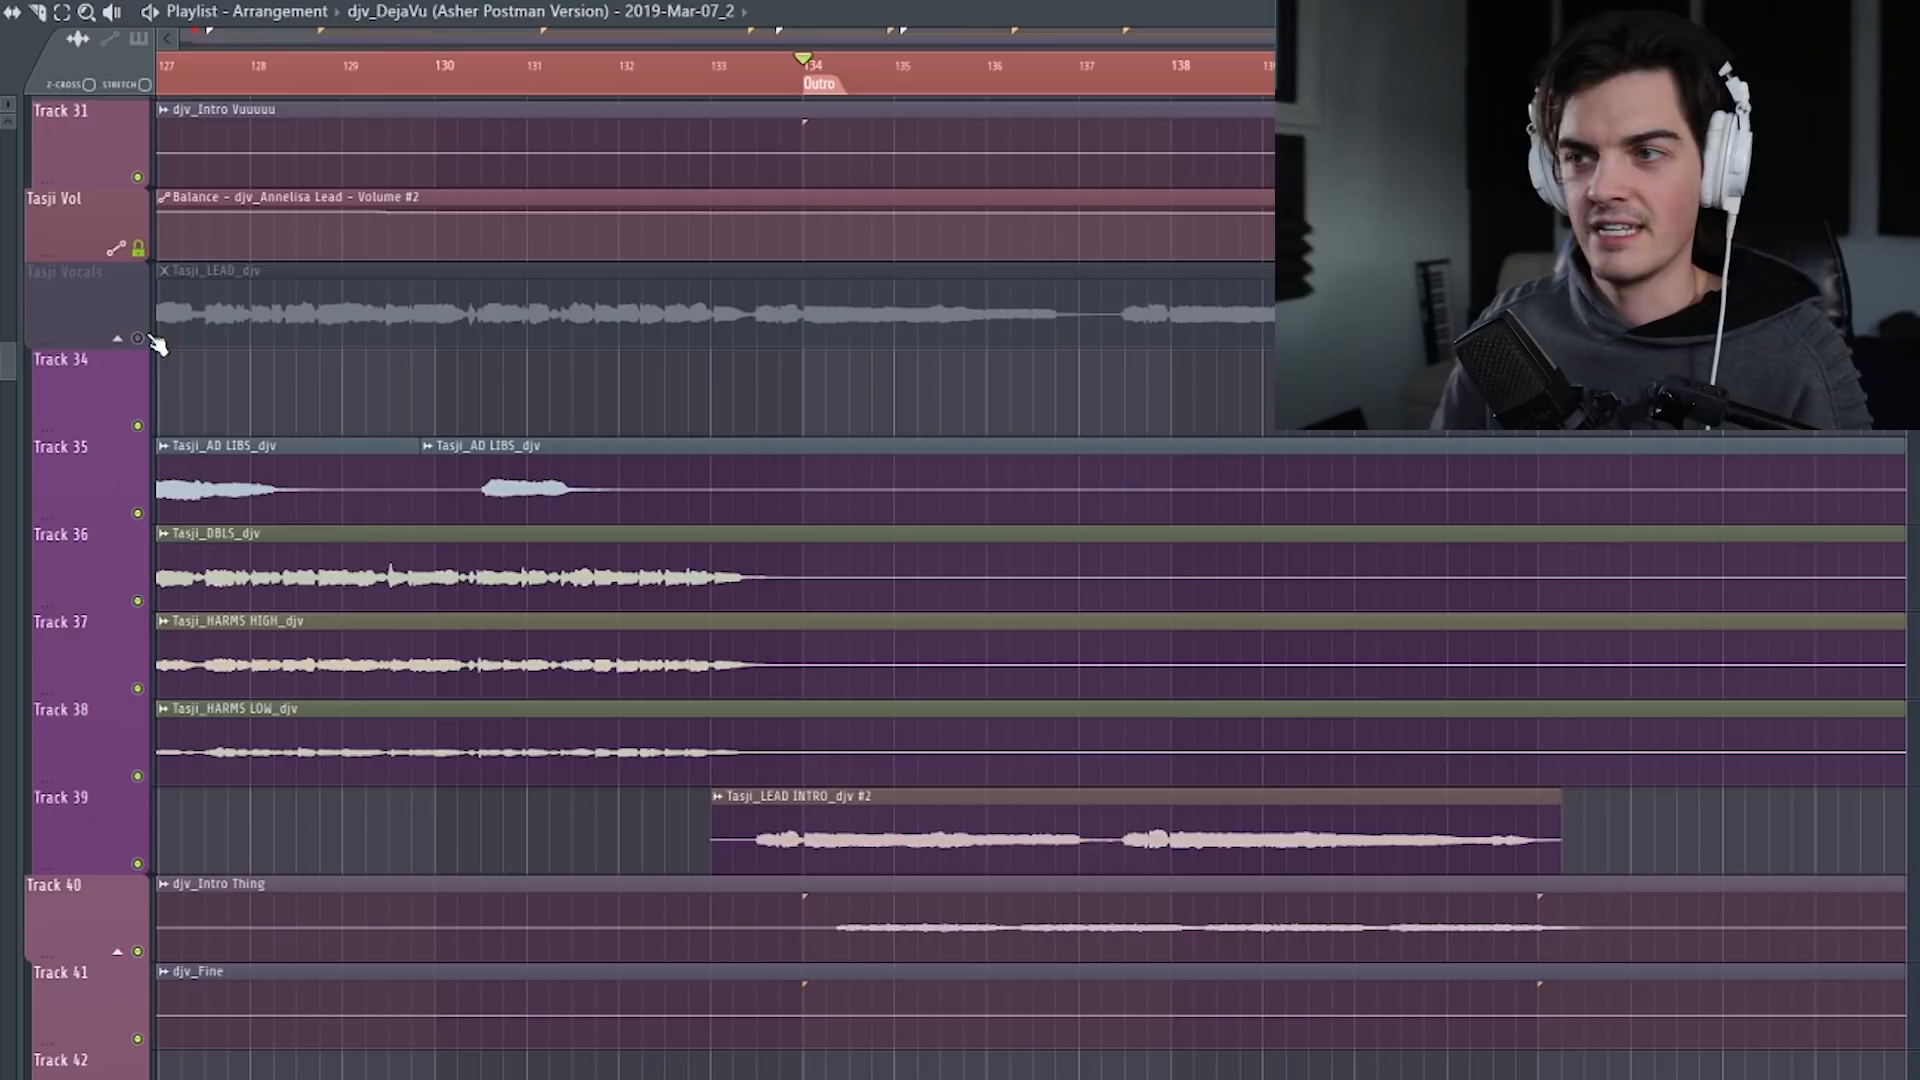 Playlist - Arrangement › djv_DejaVu (Asher Postman Version) - 2019-Mar-07_2
127 128 129 130 131 132 133 134 135 136 137 138
Outro
Z-CROSS STRETCH
Track 31
djv_Intro Vuuuuu
Tasji Vol
Balance - djv_Annelisa Lead - Volume #2
Tasji Vocals
Tasji_LEAD_djv
Track 34
Track 35
Tasji_AD LIBS_djv
Tasji_AD LIBS_djv
Track 36
Tasji_DBLS_djv
Track 37
Tasji_HARMS HIGH_djv
Track 38
Tasji_HARMS LOW_djv
Track 39
Tasji_LEAD INTRO_djv #2
Track 40
djv_Intro Thing
Track 41
djv_Fine
Track 42